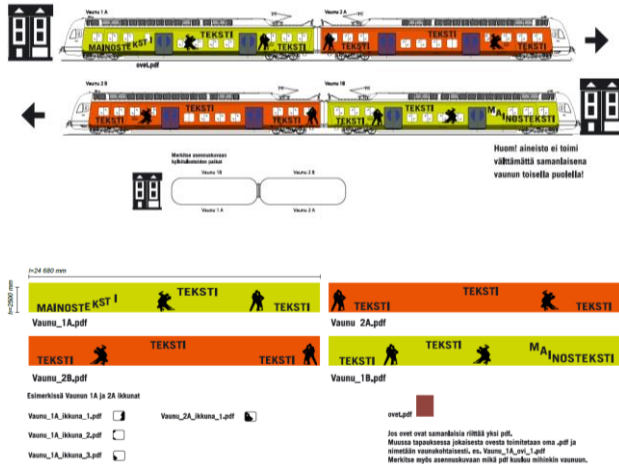 Vaunu 1 A
Vaunu 2 A
MAINOSTEKSTI
TEKSTI
TEKSTI
TEKSTI
TEKSTI
TEKSTI
ovet.pdf
Vaunu 2 B
Vaunu 1B
TEKSTI
TEKSTI
TEKSTI
TEKSTI
TEKSTI
MAINOSTEKSTI
Huom! aineisto ei toimi
välttämättä samanlaisena
vaunun toisella puolella!
Merkitse asennuskuvaan
Vaunu 1B
Vaunu 2 B
Vaunu 1 A
Vaunu 2 A
l=24 680 mm
h=2500 mm
MAINOSTEKSTI
TEKSTI
TEKSTI
TEKSTI
TEKSTI
Vaunu_1A.pdf
Vaunu 2A.pdf
TEKSTI
TEKSTI
TEKSTI
TEKSTI
TEKSTI
MAINOSTEKSTI
Vaunu_2B.pdf
Vaunu_1B.pdf
Esimerkissä Vaunun 1A ja 2A ikkunat
Vaunu_1A_ikkuna_1.pdf
Vaunu_2A_ikkuna_1.pdf
Vaunu_1A_ikkuna_2.pdf
Vaunu_1A_ikkuna_3.pdf
ovet.pdf
Jos ovet ovat samanlaisia riittää yksi pdf.
Muussa tapauksessa jokaisesta ovesta toimitetaan oma .pdf ja
nimetään vaunukohtaisesti. es. Vaunu_1A_ovi_1.pdf
Merkitse myös asennuskuvaan mikä pdf kuuluu mihinkin vaunuun.